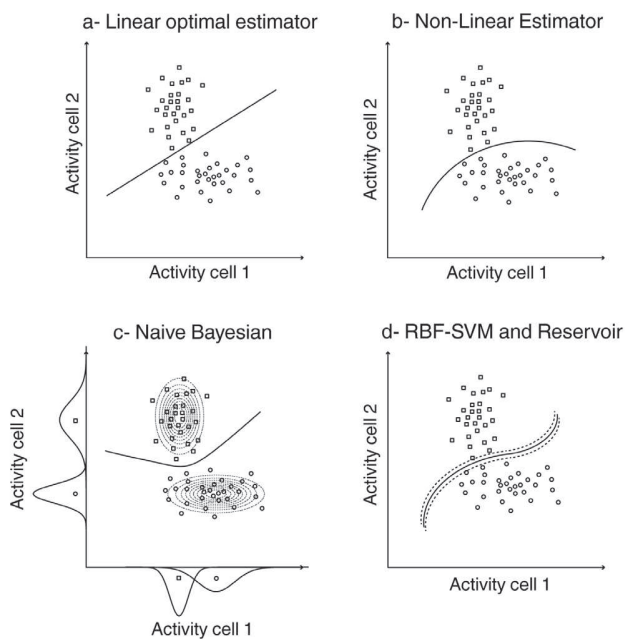 a- Linear optimal estimator
b- Non-Linear Estimator
Activity cell 2
Activity cell 2
Activity cell 1
Activity cell 1
c- Naive Bayesian
d- RBF-SVM and Reservoir
Activity cell 2
Activity cell 2
Activity cell 1
Activity cell 1